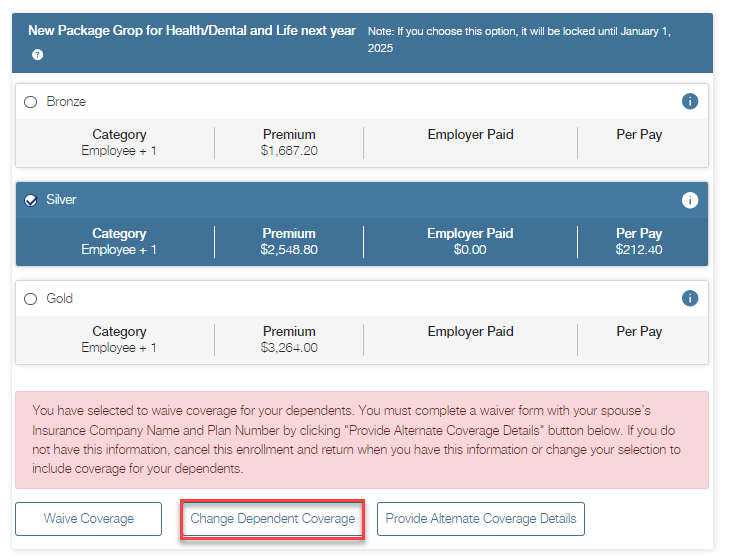 New Package Grop for Health/Dental and Life next year Note: If you choose this option, it will be locked until January 1,
2025
?
Bronze i
Category Premium Employer Paid Per Pay
Employee + 1 $1,687.20
Silver i
Category Premium Employer Paid Per Pay
Employee + 1 $2,548.80 $0.00 $212.40
Gold i
Category Premium Employer Paid Per Pay
Employee + 1 $3,264.00
You have selected to waive coverage for your dependents. You must complete a waiver form with your spouse's
Insurance Company Name and Plan Number by clicking "Provide Alternate Coverage Details" button below. If you do
not have this information, cancel this enrollment and return when you have this information or change your selection to
include coverage for your dependents.
Waive Coverage Change Dependent Coverage Provide Alternate Coverage Details